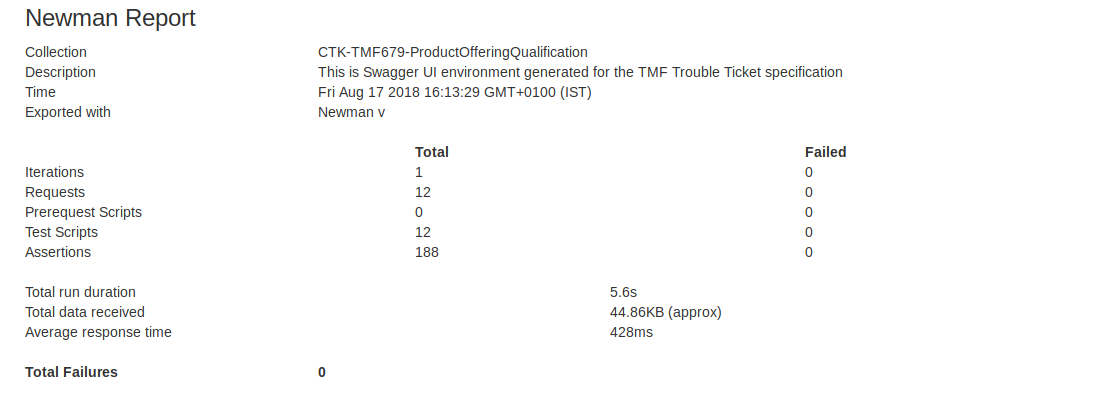 Newman Report
Collection CTK-TMF679-ProductOfferingQualification
Description This is Swagger UI environment generated for the TMF Trouble Ticket specification
Time Fri Aug 17 2018 16:13:29 GMT+0100 (IST)
Exported with Newman v
Total Failed
Iterations 1 0
Requests 12 0
Prerequest Scripts 0 0
Test Scripts 12 0
Assertions 188 0
Total run duration 5.6s
Total data received 44.86KB (approx)
Average response time 428ms
Total Failures 0